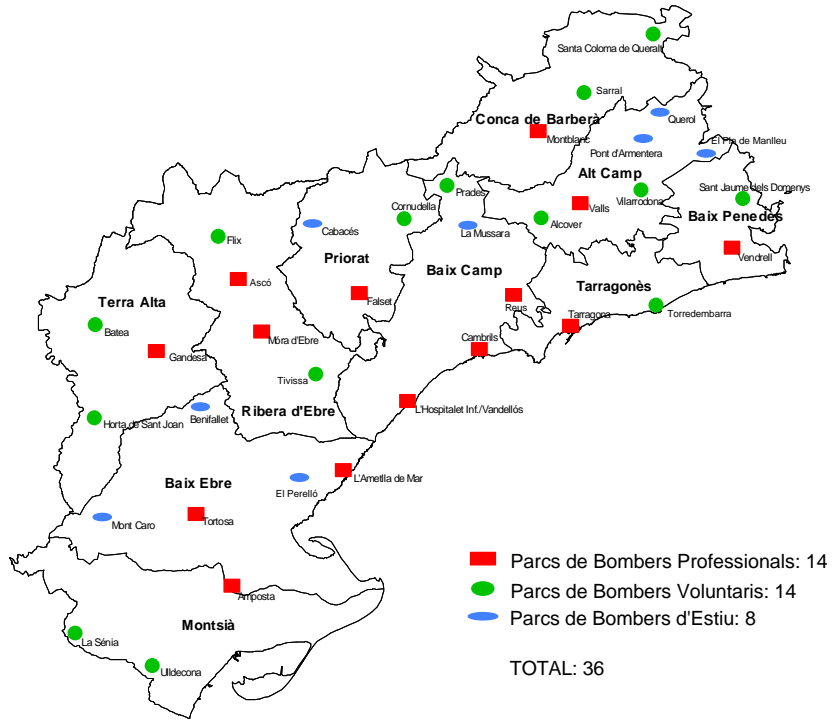 Santa Coloma de Queralt
Sarral
Conca de Barberà
Querol
Montblanc
Pont d'Armentera
El Pla de Manlleu
Alt Camp
Prades
Sant Jaume dels Domenys
Cornudella
Valls
Vilarrodona
Baix Penedès
Flix
Cabacés
La Mussara
Alcover
Priorat
Vendrell
Baix Camp
Ascó
Tarragonès
Terra Alta
Falset
Reus
Batea
Móra d'Ebre
Tarragona
Torredembarra
Cambrils
Gandesa
Tivissa
Ribera d'Ebre
L'Hospitalet Inf./Vandellós
Benifallet
Horta de Sant Joan
Baix Ebre
L'Ametlla de Mar
El Perelló
Mont Caro
Tortosa
Parcs de Bombers Professionals: 14
Parcs de Bombers Voluntaris: 14
Amposta
Parcs de Bombers d'Estiu: 8
Montsià
La Sénia
Ulldecona
TOTAL: 36